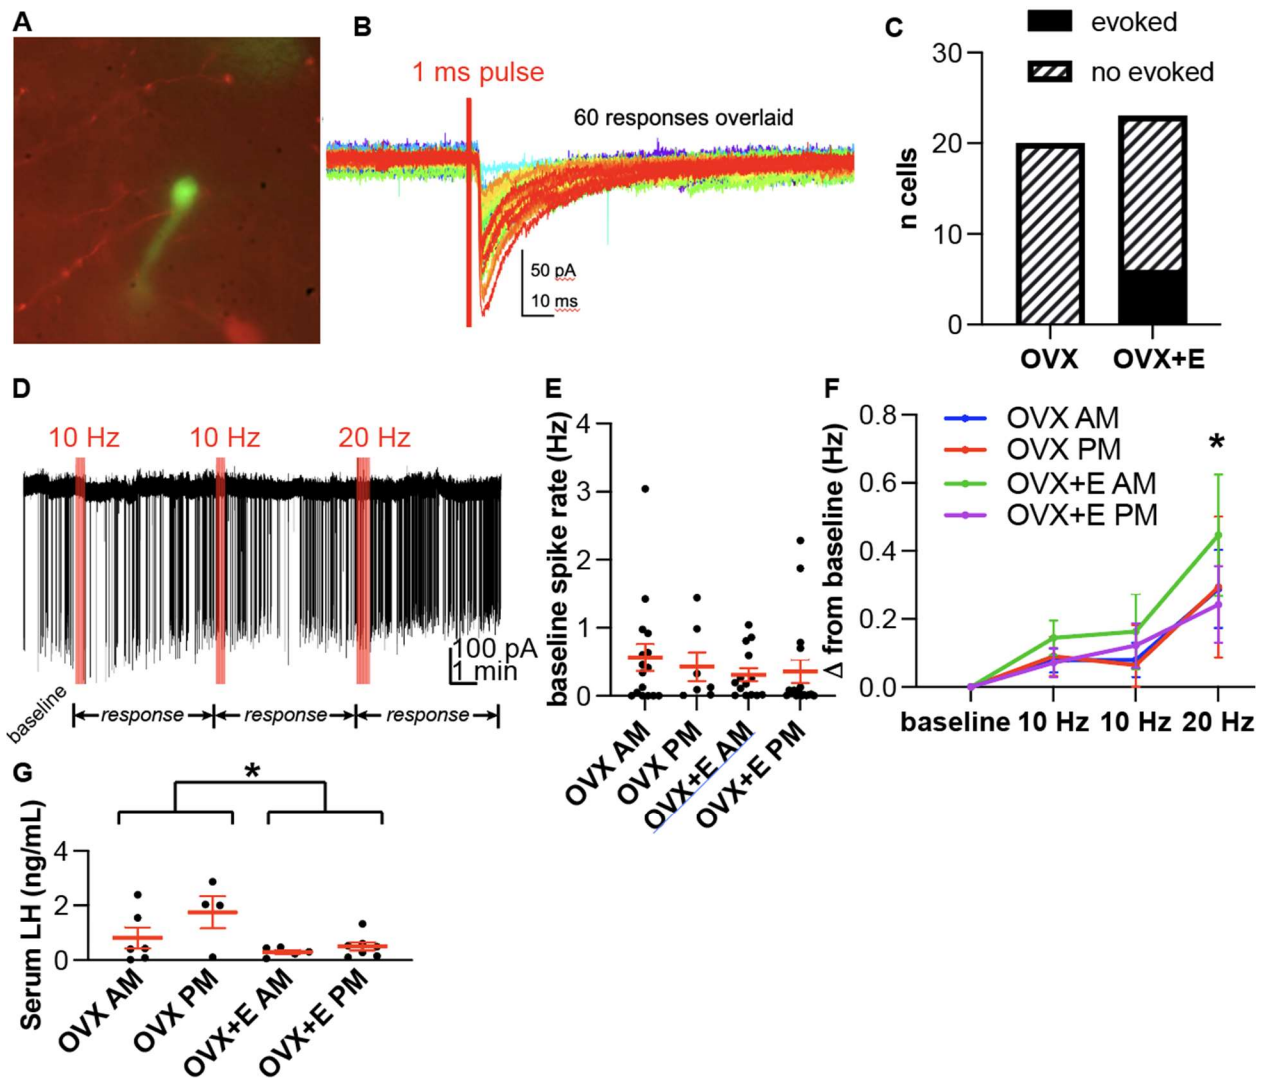 A
B
1 ms pulse
60 responses overlaid
50 pA
10 ms
C
evoked
no evoked
30
20
10
0
n cells
OVX
OVX+E
D
10 Hz
10 Hz
20 Hz
100 pA
1 min
baseline
response
response
response
E
baseline spike rate (Hz)
4
3
2
1
0
OVX AM
OVX PM
OVX+E AM
OVX+E PM
F
Δ from baseline (Hz)
0.8
0.6
0.4
0.2
0.0
OVX AM
OVX PM
OVX+E AM
OVX+E PM
*
baseline
10 Hz
10 Hz
20 Hz
G
*
Serum LH (ng/mL)
4
2
0
OVX AM
OVX PM
OVX+E AM
OVX+E PM